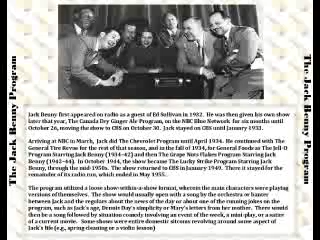 The Jack Benny Program
Jack Benny first appeared on radio as a guest of Ed Sullivan in 1932. He was then given his own show
later that year, The Canada Dry Ginger Ale Program, on the NBC Blue Network for six months until
October 26, moving the show to CBS on October 30. Jack stayed on CBS until January 1933.
Arriving at NBC in March, Jack did The Chevrolet Program until April 1934. He continued with The
General Tire Revue for the rest of that season, and in the fall of 1934, for General Foods as The Jell-O
Program Starring Jack Benny (1934-42) and then The Grape Nuts Flakes Program Starring Jack
Benny (1942-44). In October 1944, the show became The Lucky Strike Program Starring Jack
Benny, through the mid-1950s. The show returned to CBS in January 1949. There it stayed for the
remainder of its radio run, which ended in May 1955.
The program utilized a loose show-within-a-show format, wherein the main characters were playing
versions of themselves. The show would usually open with a song by the orchestra or banter
between Jack and the regulars about the news of the day or about one of the running jokes on the
program, such as Jack's age, Dennis Day's simplicity or Mary's letters from her mother. There would
then be a song followed by situation comedy involving an event of the week, a mini-play, or a satire
of a current movie. Some shows were entire domestic sitcoms revolving around some aspect of
Jack's life (e.g., spring cleaning or a violin lesson)
The Jack Benny Program